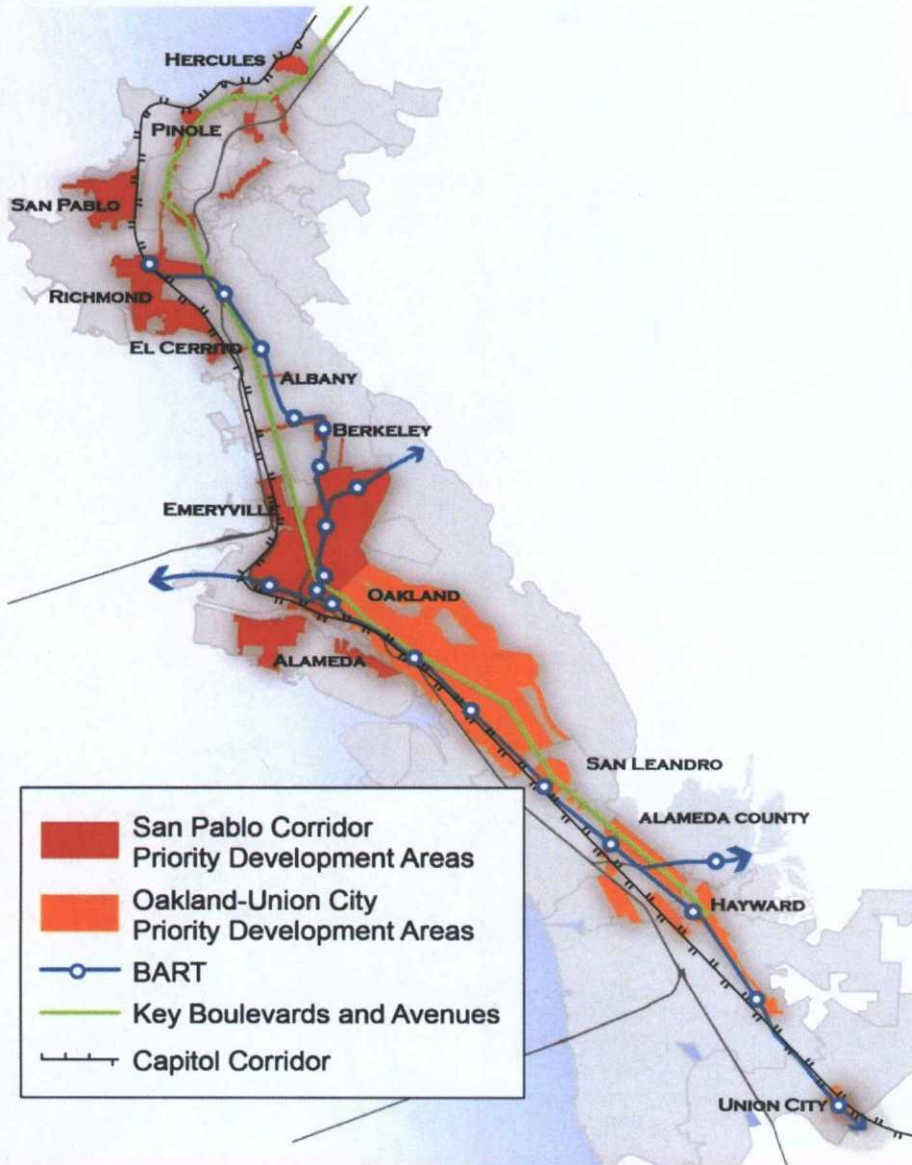 HERCULES
PINOLE
SAN PABLO
RICHMOND
EL CERRITO
ALBANY
BERKELEY
EMERYVILLE
OAKLAND
ALAMEDA
SAN LEANDRO
ALAMEDA COUNTY
HAYWARD
UNION CITY
San Pablo Corridor
Priority Development Areas
Oakland-Union City
Priority Development Areas
BART
Key Boulevards and Avenues
Capitol Corridor